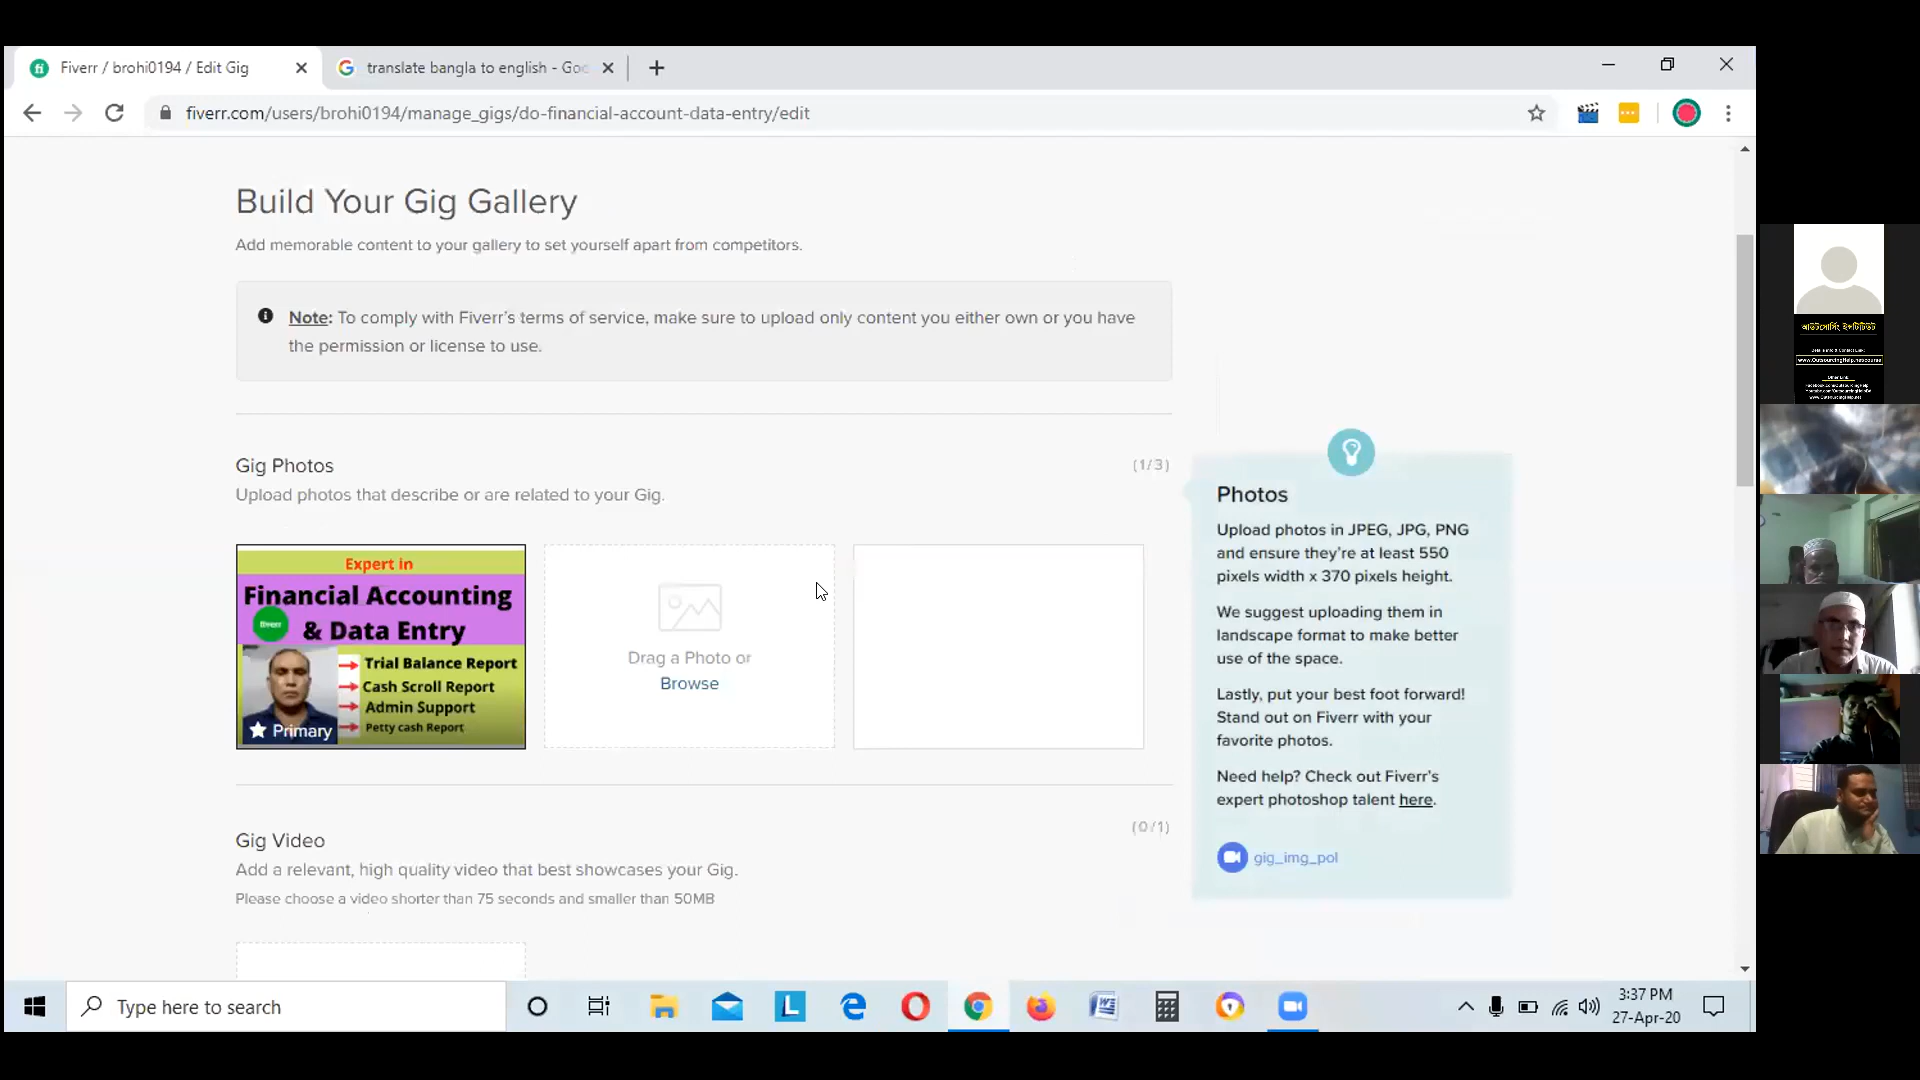 Fiverr / brohi0194 / Edit Gig
translate bangla to english - Goo
fiverr.com/users/brohi0194/manage_gigs/do-financial-account-data-entry/edit
Build Your Gig Gallery
Add memorable content to your gallery to set yourself apart from competitors.
Note: To comply with Fiverr's terms of service, make sure to upload only content you either own or you have
the permission or license to use.
Gig Photos
(1/3)
Upload photos that describe or are related to your Gig.
Expert in
Financial Accounting
fiverr
& Data Entry
Trial Balance Report
Cash Scroll Report
Admin Support
Petty cash Report
Primary
Drag a Photo or
Browse
Photos
Upload photos in JPEG, JPG, PNG
and ensure they're at least 550
pixels width x 370 pixels height.
We suggest uploading them in
landscape format to make better
use of the space.
Lastly, put your best foot forward!
Stand out on Fiverr with your
favorite photos.
Need help? Check out Fiverr's
expert photoshop talent here.
gig_img_pol
Gig Video
(0/1)
Add a relevant, high quality video that best showcases your Gig.
Please choose a video shorter than 75 seconds and smaller than 50MB
Type here to search
3:37 PM
27-Apr-20